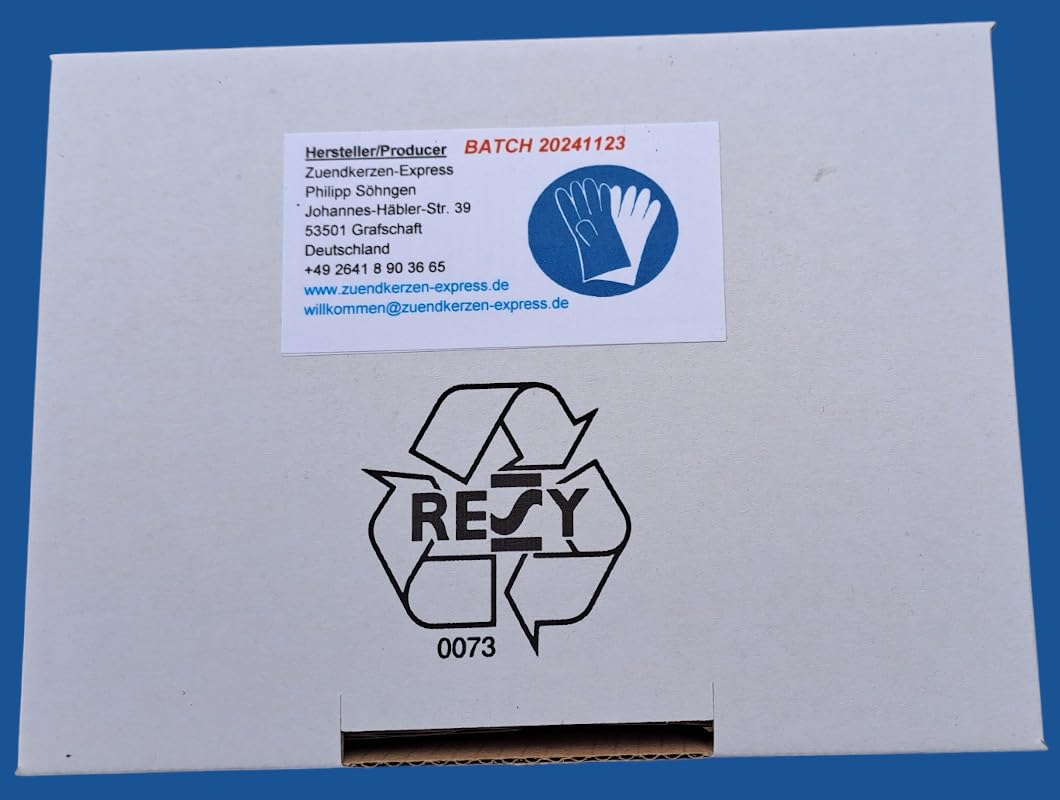 Hersteller/Producer BATCH 20241123
Zuendkerzen-Express
Philipp Söhngen
Johannes-Häbler-Str. 39
53501 Grafschaft
Deutschland
+49 2641 8 90 36 65
www.zuendkerzen-express.de
willkommen@zuendkerzen-express.de
RESY
0073